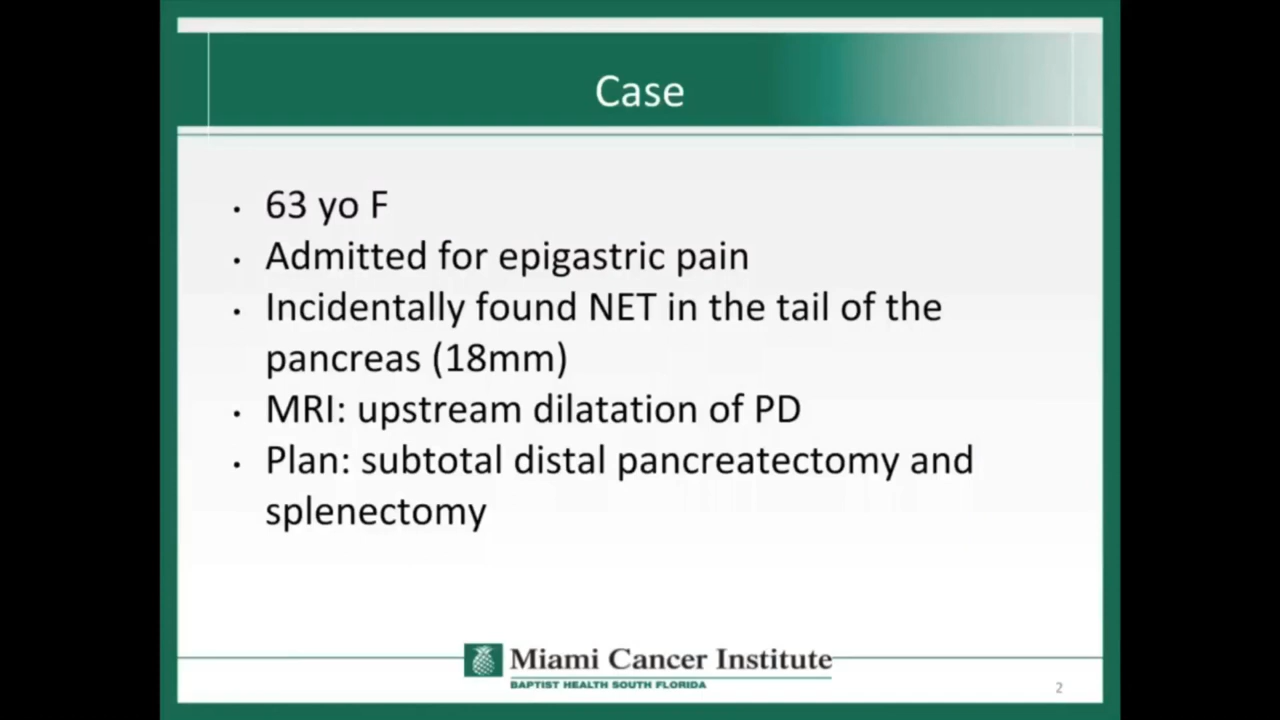 Case
• 63 yo F
• Admitted for epigastric pain
• Incidentally found NET in the tail of the
pancreas (18mm)
• MRI: upstream dilatation of PD
• Plan: subtotal distal pancreatectomy and
splenectomy
Miami Cancer Institute
BAPTIST HEALTH SOUTH FLORIDA
2